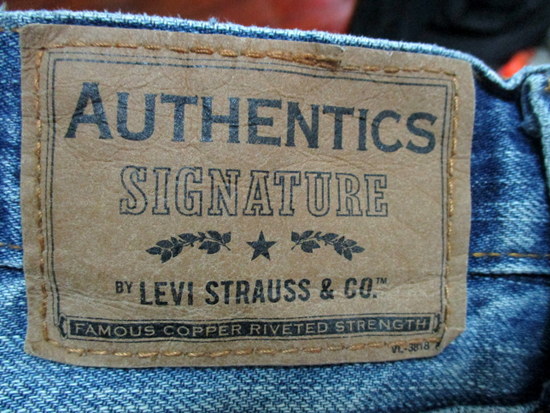 AUTHENTICS
SIGNATURE
BY LEVI STRAUSS & CO.™
FAMOUS COPPER RIVETED STRENGTH